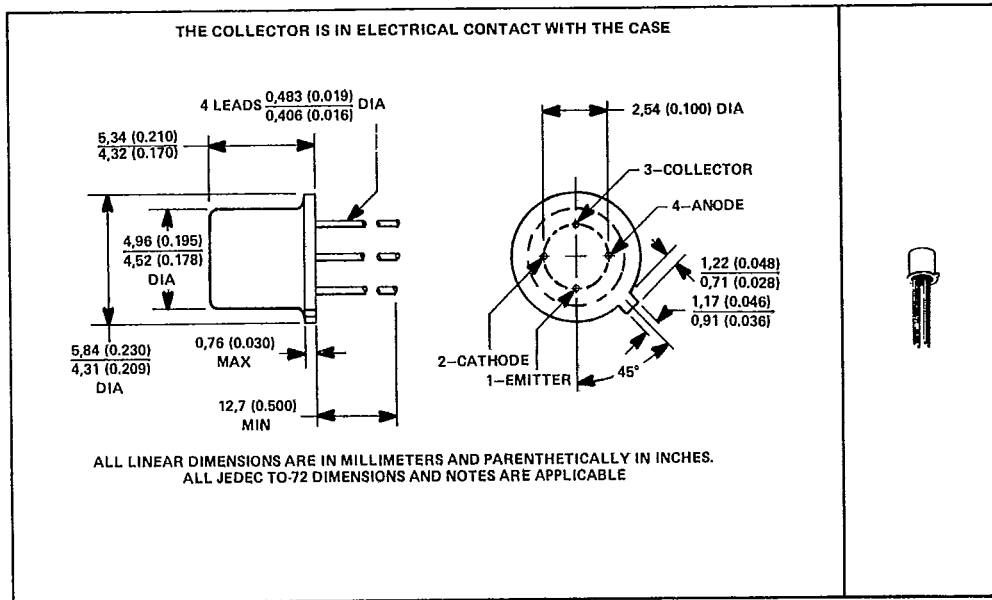 THE COLLECTOR IS IN ELECTRICAL CONTACT WITH THE CASE
4 LEADS 0,483 (0.019) DIA
0,406 (0.016)
2,54 (0.100) DIA
5,34 (0.210)
4,32 (0.170)
3–COLLECTOR
4–ANODE
4,96 (0.195)
4,52 (0.178)
DIA
1,22 (0.048)
0,71 (0.028)
1,17 (0.046)
0,91 (0.036)
5,84 (0.230)
4,31 (0.209)
DIA
0,76 (0.030)
MAX
2–CATHODE
1–EMITTER
45°
12,7 (0.500)
MIN
ALL LINEAR DIMENSIONS ARE IN MILLIMETERS AND PARENTHETICALLY IN INCHES.
ALL JEDEC TO-72 DIMENSIONS AND NOTES ARE APPLICABLE